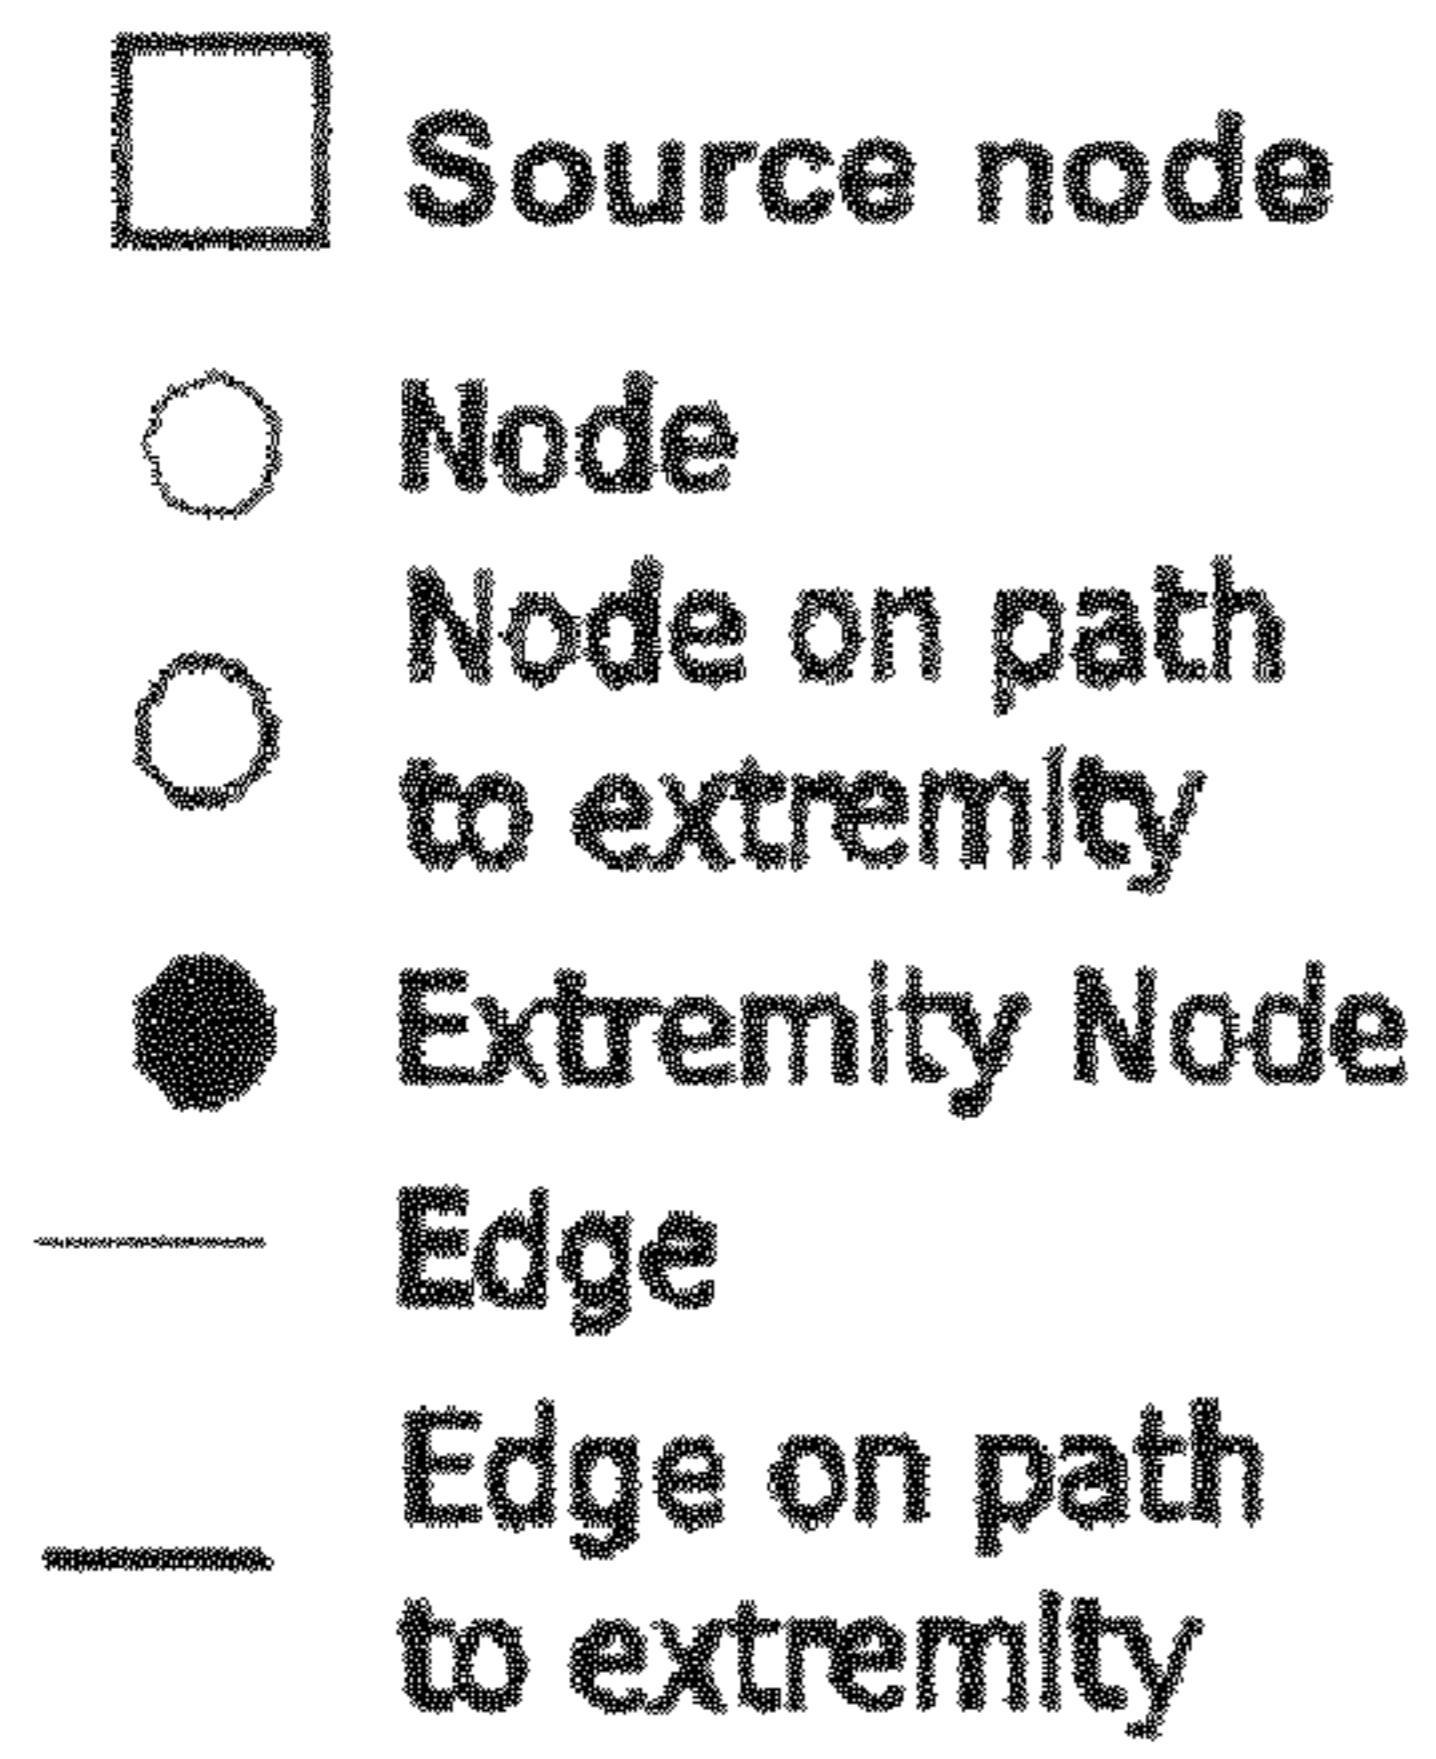 Source node
Node
Node on path
to extremity
Extremity Node
Edge
Edge on path
to extremity